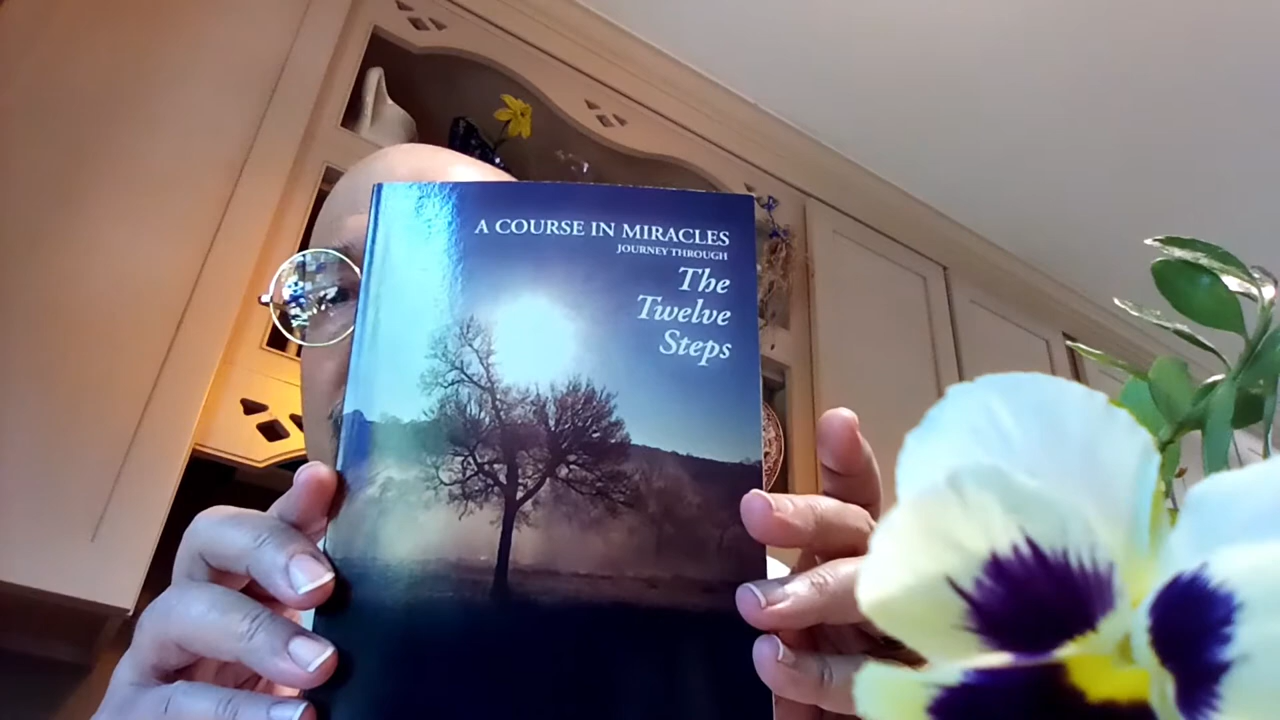 A COURSE IN MIRACLES
JOURNEY THROUGH
The
Twelve
Steps